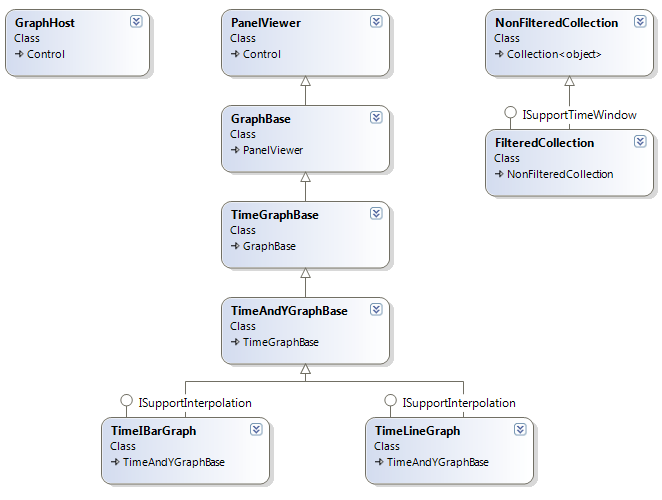 GraphHost
Class
Control
PanelViewer
Class
Control
NonFilteredCollection
Class
Collection<object>
GraphBase
Class
PanelViewer
ISupportTimeWindow
FilteredCollection
Class
NonFilteredCollection
TimeGraphBase
Class
GraphBase
TimeAndYGraphBase
Class
TimeGraphBase
ISupportInterpolation
TimeIBarGraph
Class
TimeAndYGraphBase
ISupportInterpolation
TimeLineGraph
Class
TimeAndYGraphBase